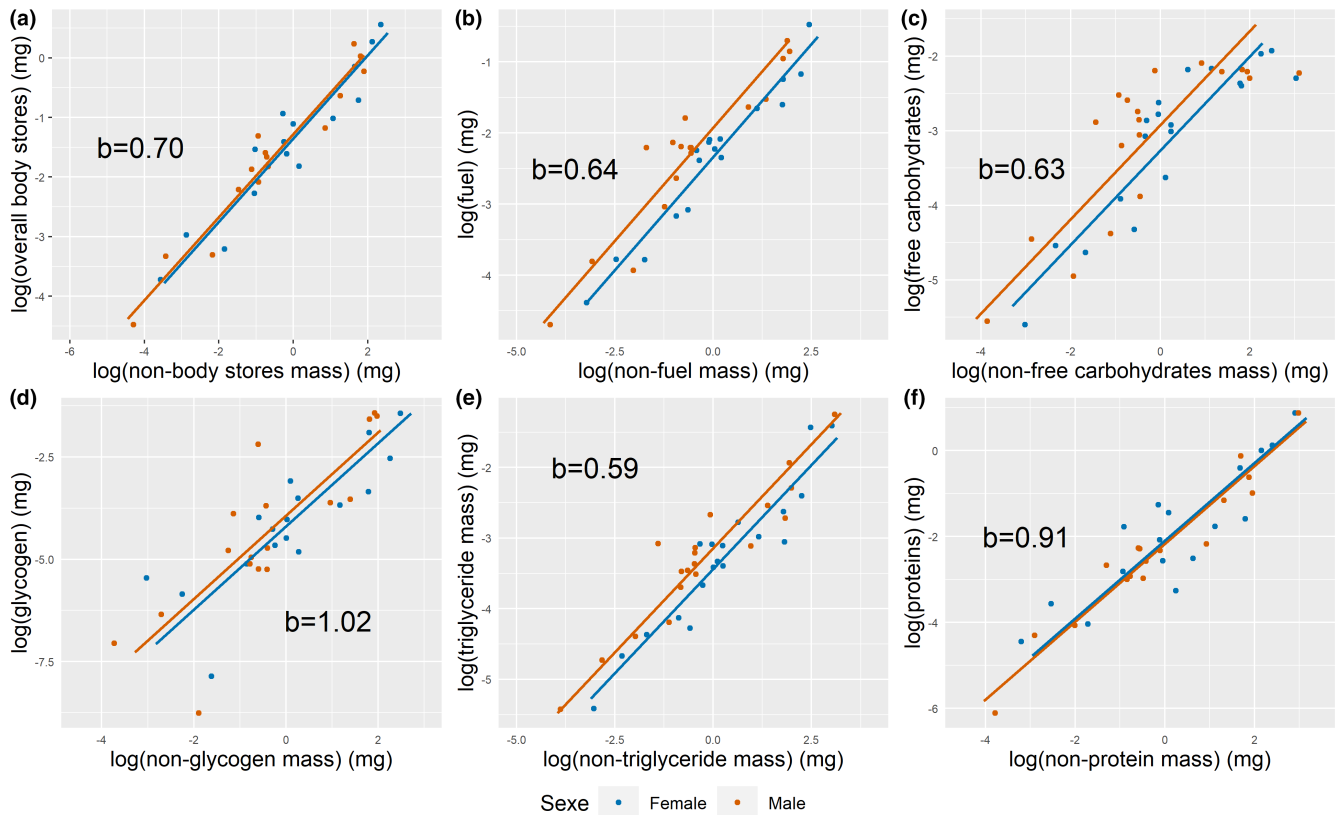 (a)
log(overall body stores) (mg)
0
-1
-2
-3
-4
b=0.70
-6
-4
-2
0
2
log(non-body stores mass) (mg)
(b)
log(fuel) (mg)
-1
-2
-3
-4
b=0.64
-5.0
-2.5
0.0
2.5
log(non-fuel mass) (mg)
(c)
log(free carbohydrates) (mg)
-2
-3
-4
-5
b=0.63
-4
-2
0
2
log(non-free carbohydrates mass) (mg)
(d)
log(glycogen) (mg)
-2.5
-5.0
-7.5
b=1.02
-4
-2
0
2
log(non-glycogen mass) (mg)
(e)
log(triglyceride mass) (mg)
-2
-3
-4
-5
b=0.59
-5.0
-2.5
0.0
2.5
log(non-triglyceride mass) (mg)
(f)
log(proteins) (mg)
0
-2
-4
-6
b=0.91
-4
-2
0
2
log(non-protein mass) (mg)
Sexe Female Male